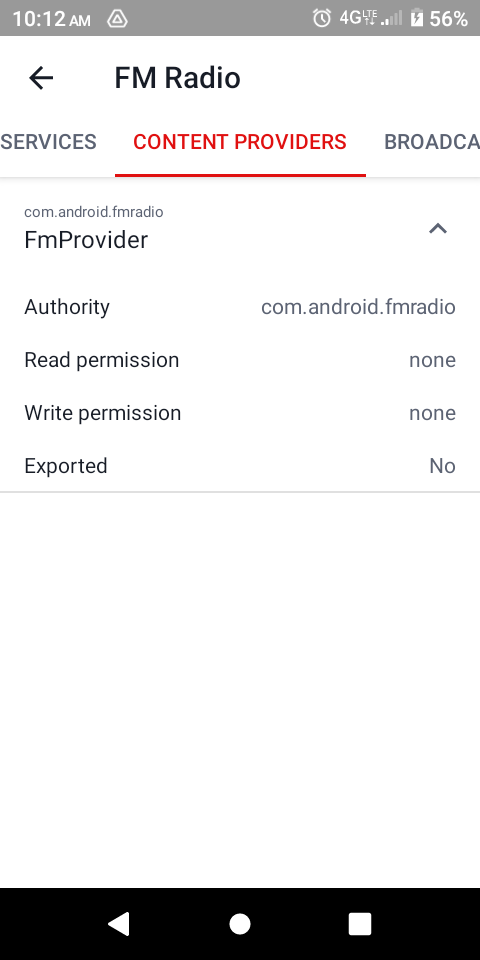 10:12 AM 4G LTE 56%
FM Radio
SERVICES CONTENT PROVIDERS BROADCA
com.android.fmradio
FmProvider
Authority com.android.fmradio
Read permission none
Write permission none
Exported No